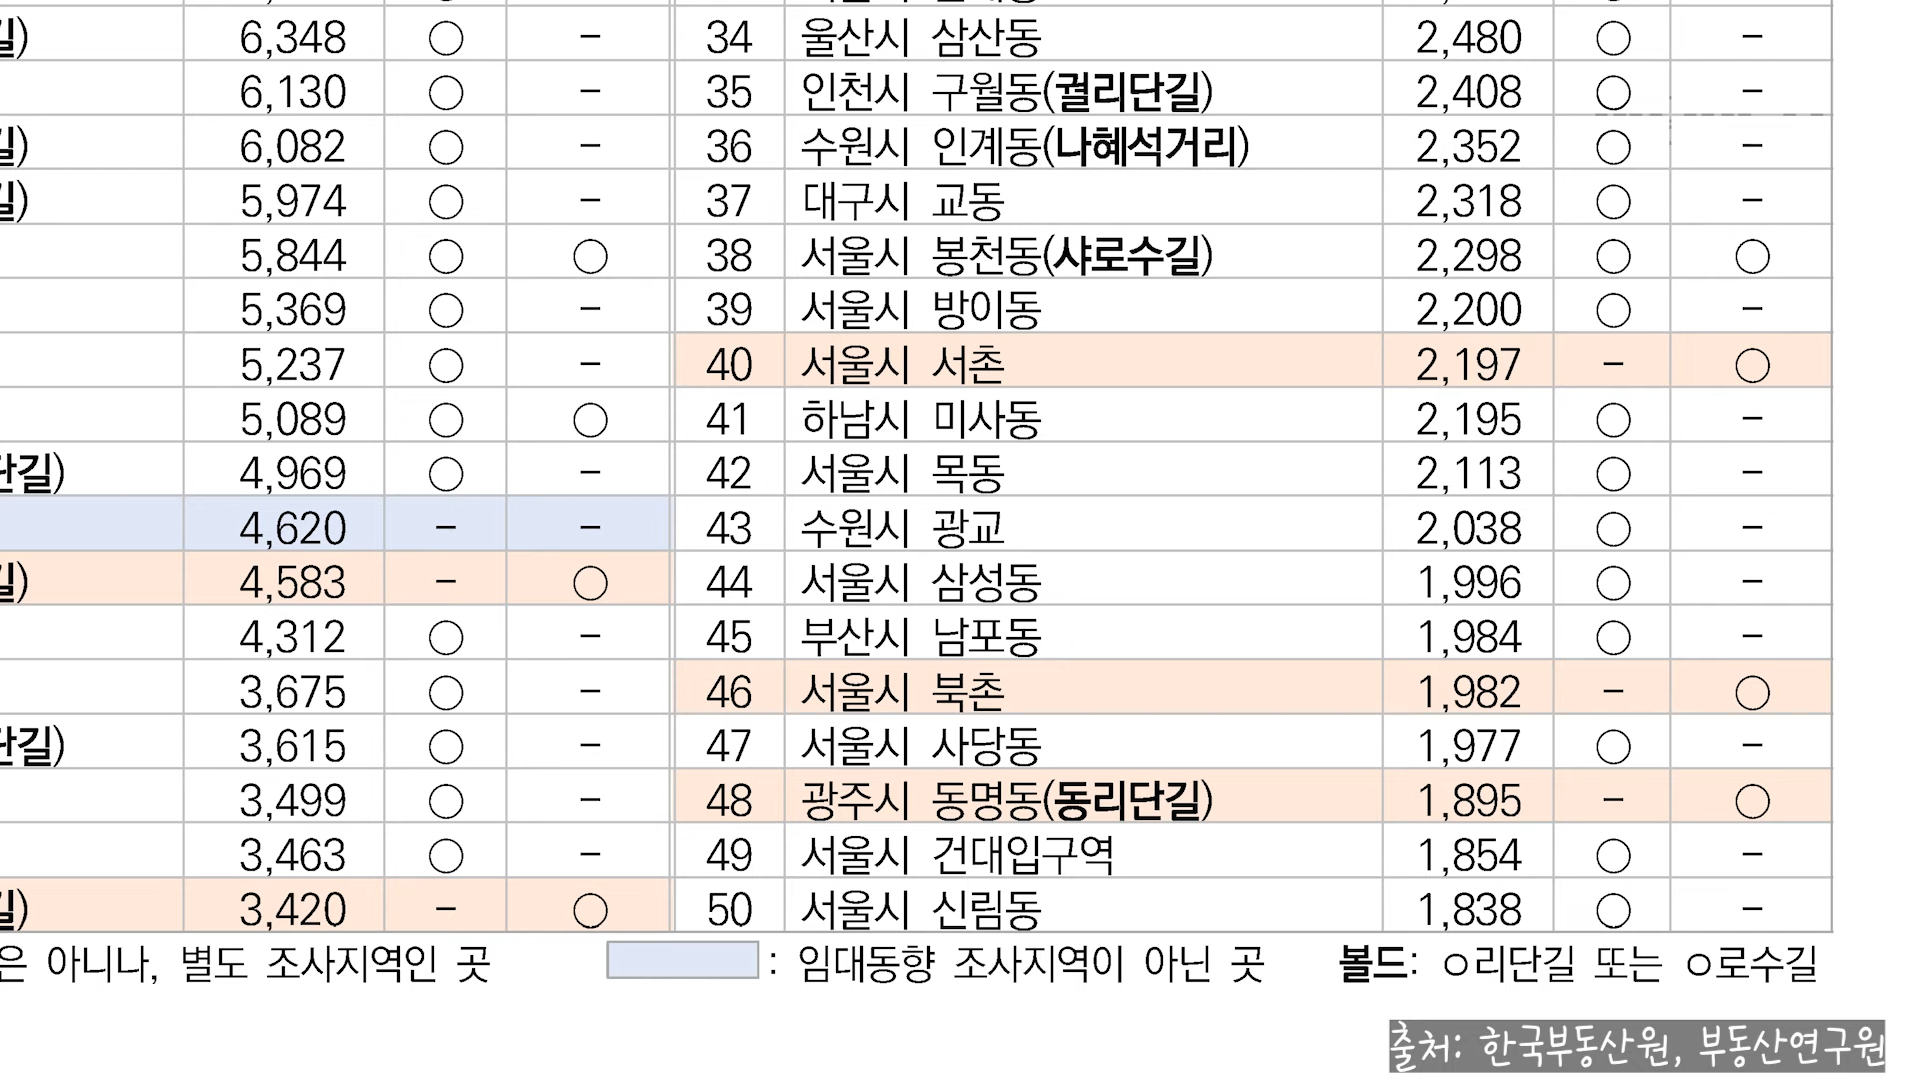 길) 6,348 ○ - 34 울산시 삼산동 2,480 ○ -
6,130 ○ - 35 인천시 구월동(궐리단길) 2,408 ○ -
길) 6,082 ○ - 36 수원시 인계동(나혜석거리) 2,352 ○ -
길) 5,974 ○ - 37 대구시 교동 2,318 ○ -
5,844 ○ ○ 38 서울시 봉천동(샤로수길) 2,298 ○ ○
5,369 ○ - 39 서울시 방이동 2,200 ○ -
5,237 ○ - 40 서울시 서촌 2,197 - ○
5,089 ○ ○ 41 하남시 미사동 2,195 ○ -
단길) 4,969 ○ - 42 서울시 목동 2,113 ○ -
4,620 - - 43 수원시 광교 2,038 ○ -
길) 4,583 - ○ 44 서울시 삼성동 1,996 ○ -
4,312 ○ - 45 부산시 남포동 1,984 ○ -
3,675 ○ - 46 서울시 북촌 1,982 - ○
단길) 3,615 ○ - 47 서울시 사당동 1,977 ○ -
3,499 ○ - 48 광주시 동명동(동리단길) 1,895 - ○
3,463 ○ - 49 서울시 건대입구역 1,854 ○ -
길) 3,420 - ○ 50 서울시 신림동 1,838 ○ -
은 아니나, 별도 조사지역인 곳 : 임대동향 조사지역이 아닌 곳 볼드: ㅇ리단길 또는 ㅇ로수길
출처: 한국부동산원, 부동산연구원